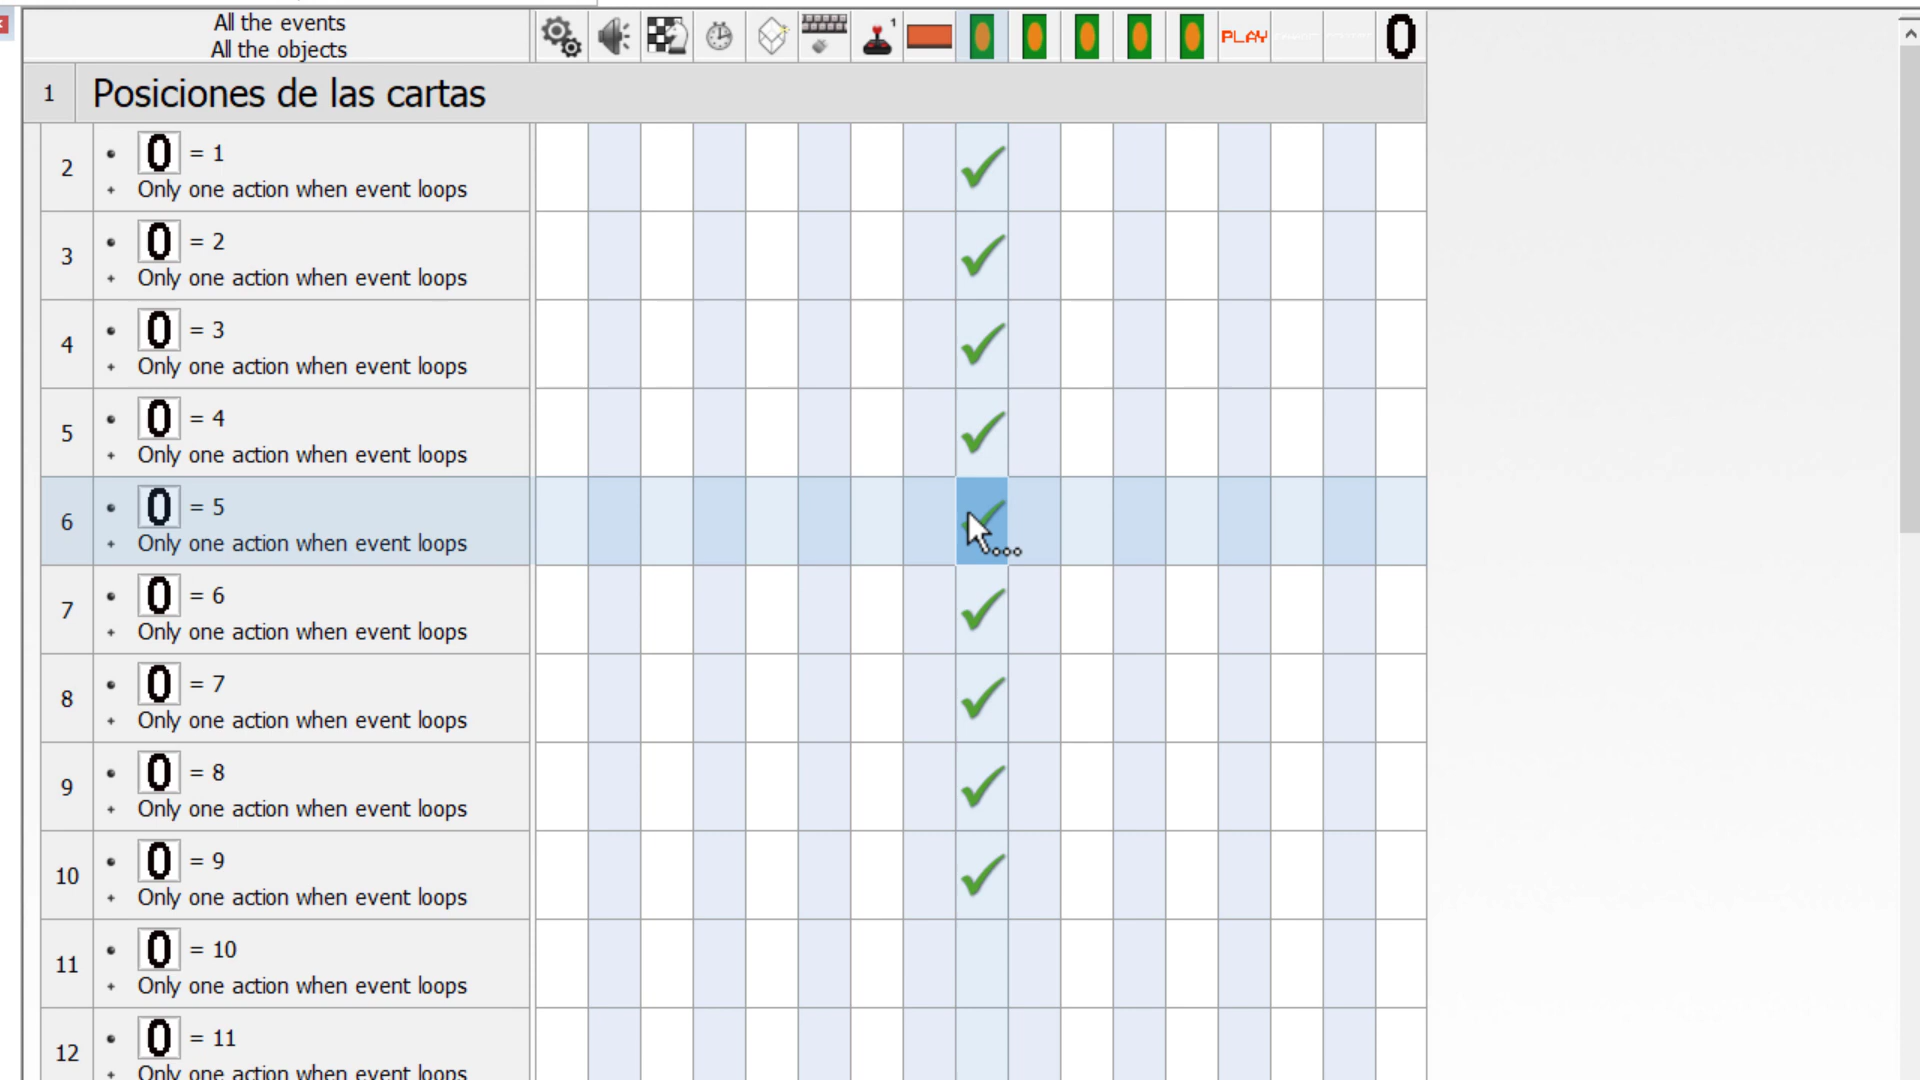 All the events
All the objects
1
PLAY
0
1 Posiciones de las cartas
2 0 = 1
Only one action when event loops
3 0 = 2
Only one action when event loops
4 0 = 3
Only one action when event loops
5 0 = 4
Only one action when event loops
6 0 = 5
Only one action when event loops
7 0 = 6
Only one action when event loops
8 0 = 7
Only one action when event loops
9 0 = 8
Only one action when event loops
10 0 = 9
Only one action when event loops
11 0 = 10
Only one action when event loops
12 0 = 11
Only one action when event loops